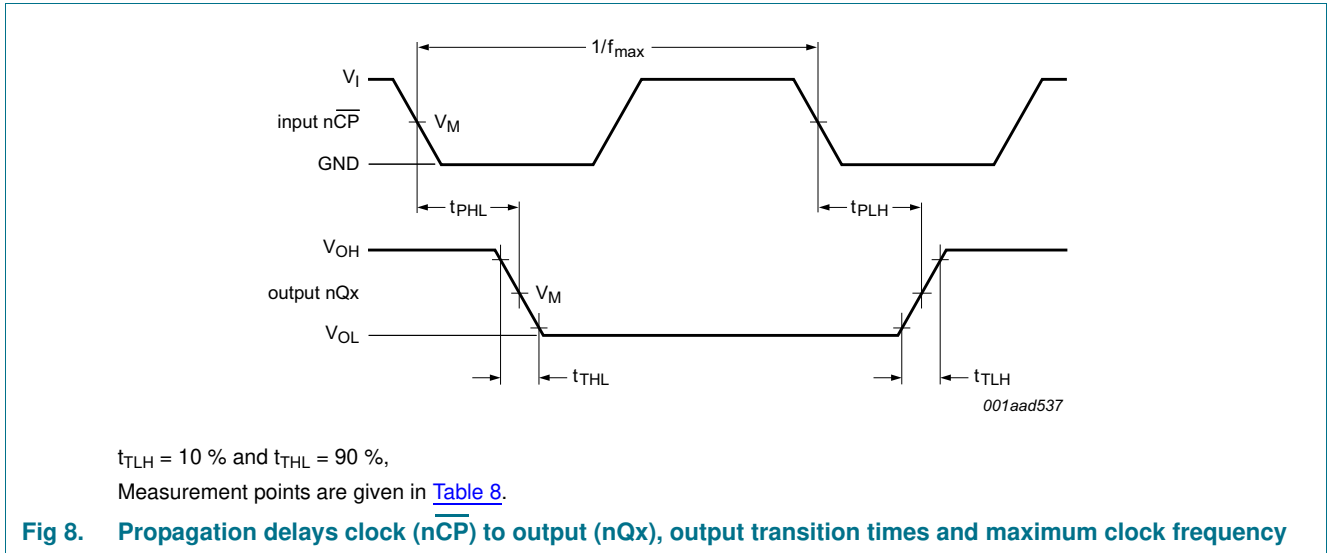 1/fmax
VI
input nC̅P̅
VM
GND
tPHL
tPLH
VOH
output nQx
VM
VOL
tTHL
tTLH
001aad537
tTLH = 10 % and tTHL = 90 %,
Measurement points are given in Table 8.
Fig 8. Propagation delays clock (nC̅P̅) to output (nQx), output transition times and maximum clock frequency